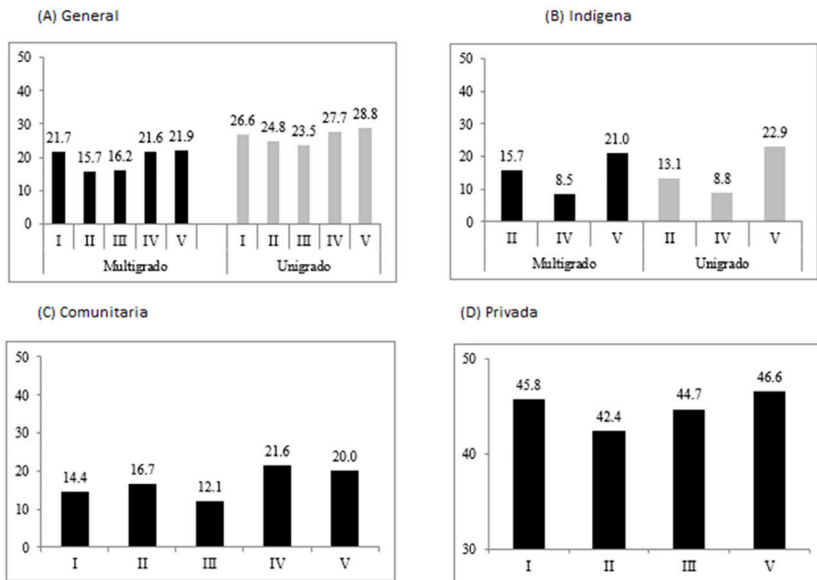 (A) General
50
40
30
20
10
0
21.7 15.7 16.2 21.6 21.9 26.6 24.8 23.5 27.7 28.8
I II III IV V I II III IV V
Multigrado Unigrado
(B) Indígena
50
40
30
20
10
0
15.7 8.5 21.0 13.1 8.8 22.9
II IV V II IV V
Multigrado Unigrado
(C) Comunitaria
50
40
30
20
10
0
14.4 16.7 12.1 21.6 20.0
I II III IV V
(D) Privada
50
40
30
45.8 42.4 44.7 46.6
I II III V